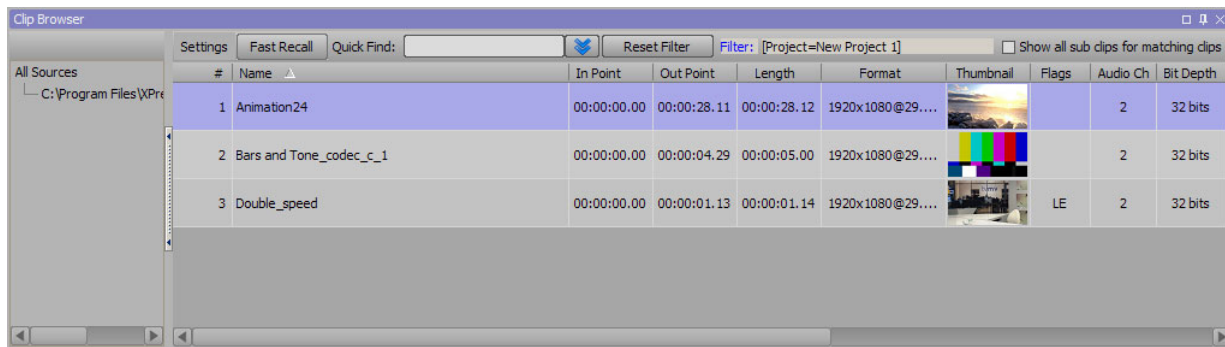 Clip Browser
Settings Fast Recall Quick Find: Reset Filter Filter: [Project=New Project 1] Show all sub clips for matching clips
All Sources
C:\Program Files\XPre
# Name In Point Out Point Length Format Thumbnail Flags Audio Ch Bit Depth
1 Animation24 00:00:00.00 00:00:28.11 00:00:28.12 1920x1080@29.... 2 32 bits
2 Bars and Tone_codec_c_1 00:00:00.00 00:00:04.29 00:00:05.00 1920x1080@29.... 2 32 bits
3 Double_speed 00:00:00.00 00:00:01.13 00:00:01.14 1920x1080@29.... LE 2 32 bits